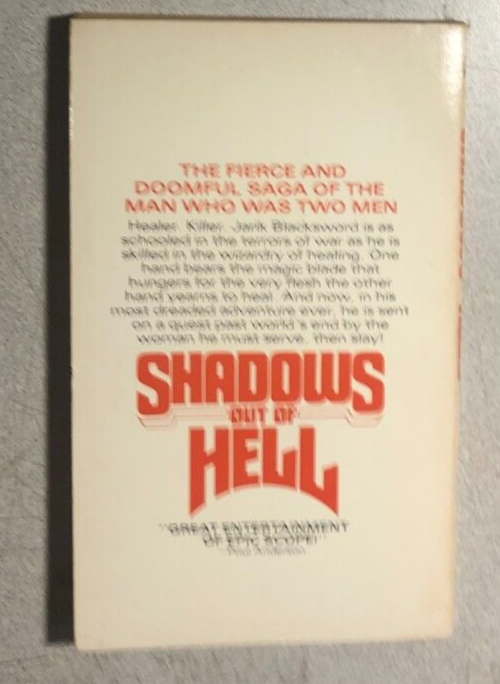 THE FIERCE AND
DOOMFUL SAGA OF THE
MAN WHO WAS TWO MEN
Healer. Killer. Jarik Blacksword is as
schooled in the terrors of war as he is
skilled in the wizardry of healing. One
hand bears the magic blade that
hungers for the very flesh the other
hand yearns to heal. And now, in his
most dreaded adventure ever, he is sent
on a quest past world's end by the
woman he must serve, then slay!
SHADOWS
OUT OF
HELL
"GREAT ENTERTAINMENT
OF EPIC SCOPE!"
—Poul Anderson